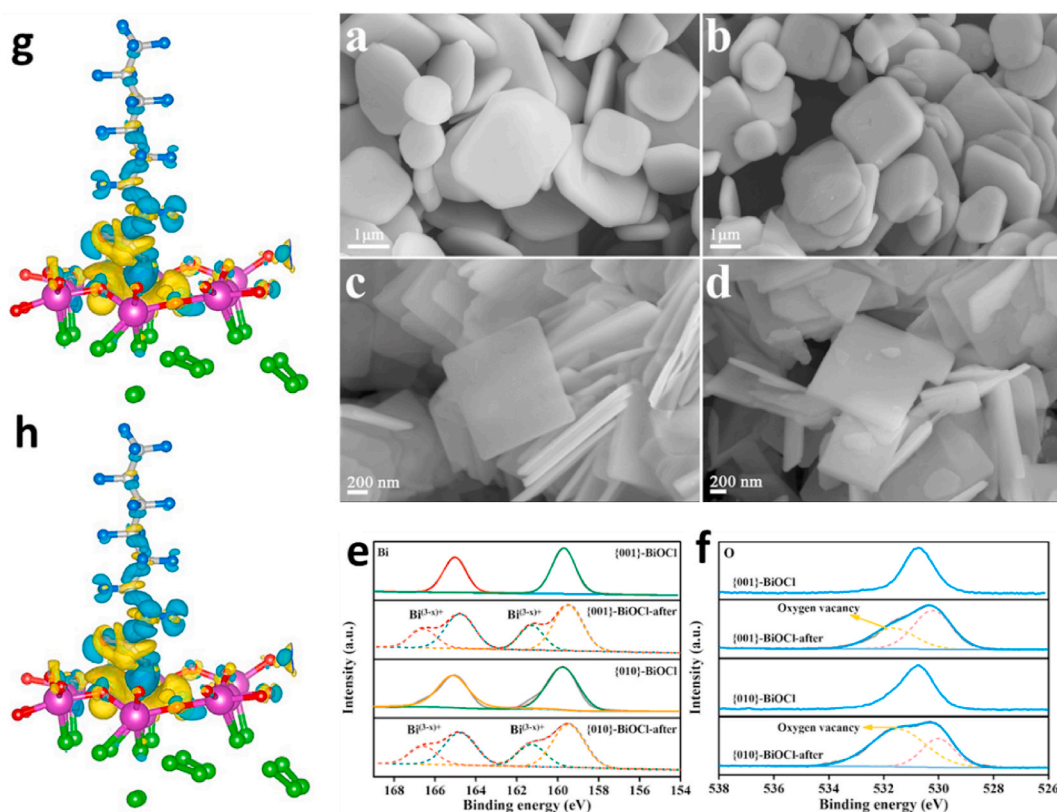 g
h
a
1μm
b
1μm
c
200 nm
d
200 nm
e
Bi
{001}-BiOCl
Bi(3-x)+
Bi(3-x)+
{001}-BiOCl-after
{010}-BiOCl
Bi(3-x)+
Bi(3-x)+
{010}-BiOCl-after
Intensity (a.u.)
168 166 164 162 160 158 156 154
Binding energy (eV)
f
O
{001}-BiOCl
Oxygen vacancy
{001}-BiOCl-after
{010}-BiOCl
Oxygen vacancy
{010}-BiOCl-after
Intensity (a.u.)
538 536 534 532 530 528 526
Binding energy (eV)